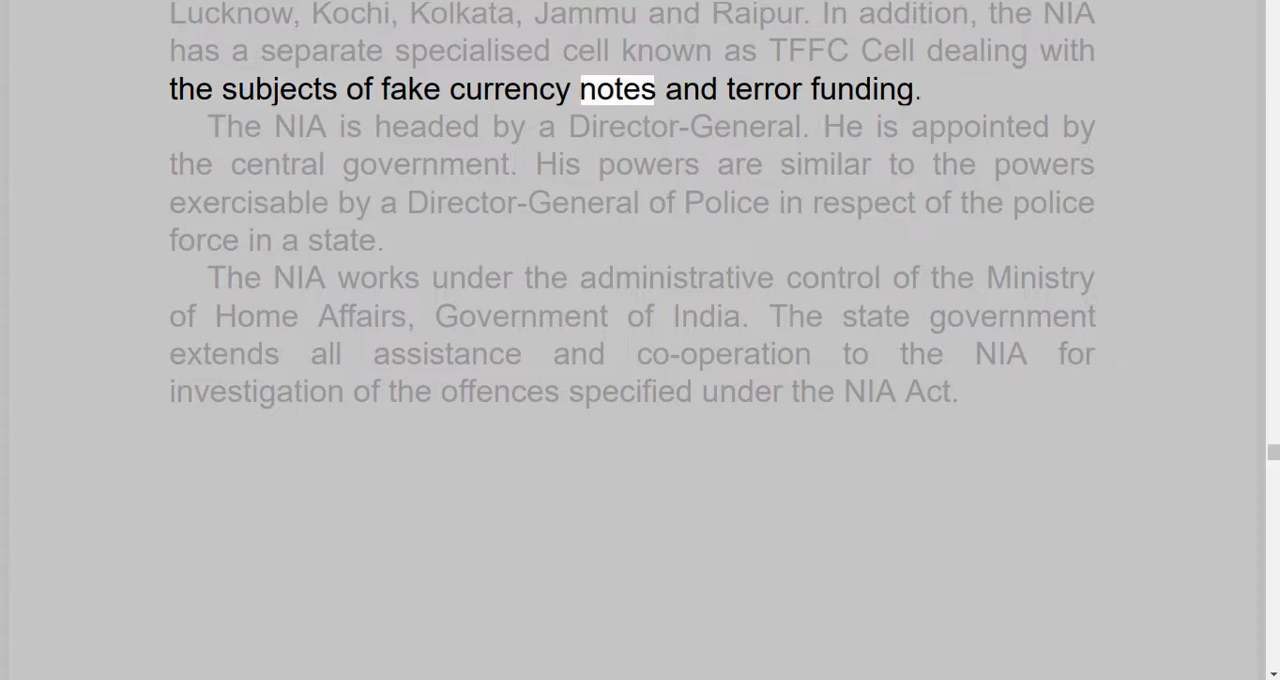 Lucknow, Kochi, Kolkata, Jammu and Raipur. In addition, the NIA
has a separate specialised cell known as TFFC Cell dealing with
the subjects of fake currency notes and terror funding.
The NIA is headed by a Director-General. He is appointed by
the central government. His powers are similar to the powers
exercisable by a Director-General of Police in respect of the police
force in a state.
The NIA works under the administrative control of the Ministry
of Home Affairs, Government of India. The state government
extends all assistance and co-operation to the NIA for
investigation of the offences specified under the NIA Act.